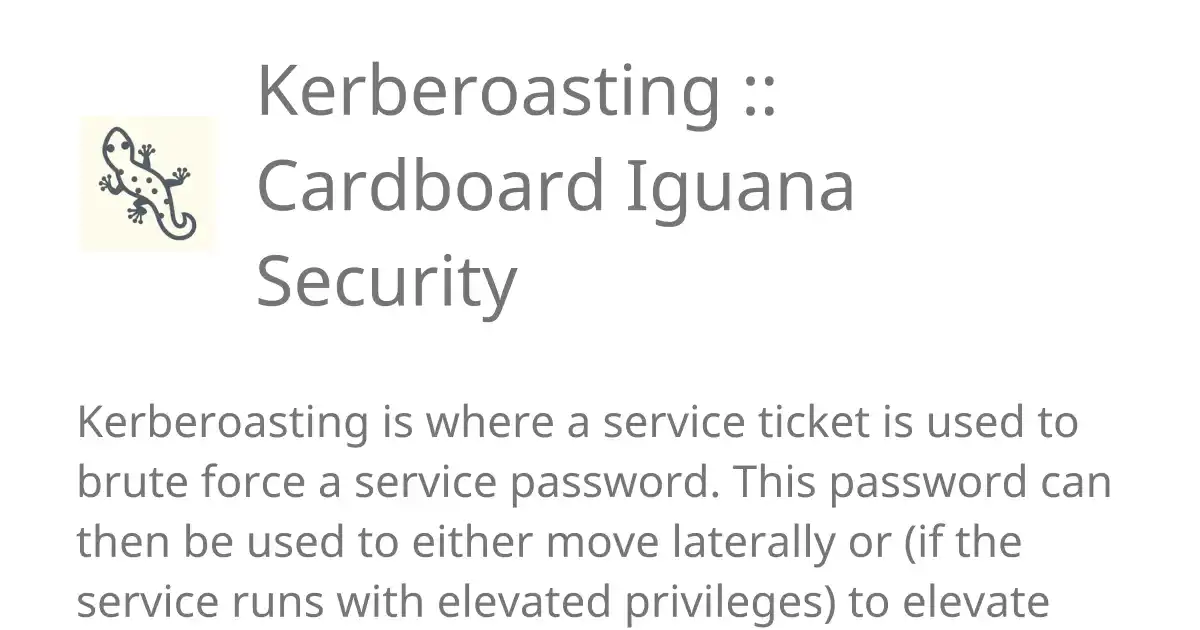 Kerberoasting ::
Cardboard Iguana
Security
Kerberoasting is where a service ticket is used to
brute force a service password. This password can
then be used to either move laterally or (if the
service runs with elevated privileges) to elevate